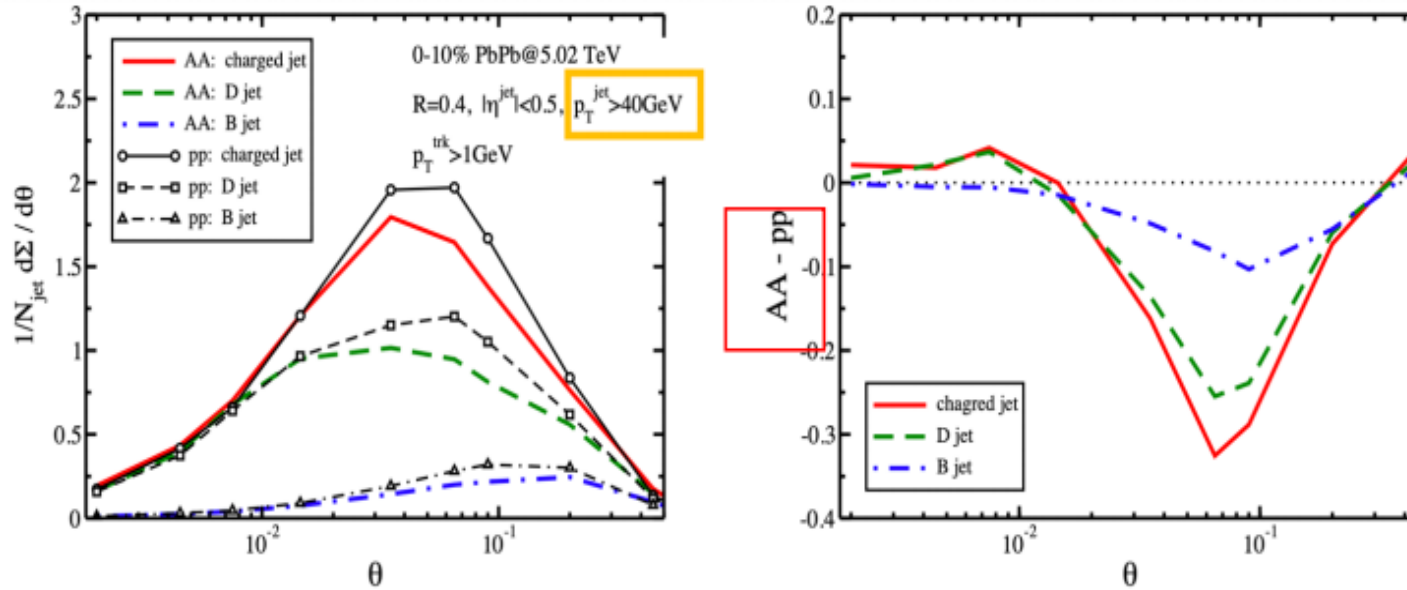 3
2.5
2
1.5
1
0.5
0
1/N_jet dΣ / dθ
AA: charged jet
AA: D jet
AA: B jet
pp: charged jet
pp: D jet
pp: B jet
0-10% PbPb@5.02 TeV
R=0.4, |η^jet|<0.5, p_T^jet>40GeV
p_T^trk>1GeV
10^-2
10^-1
θ
0.2
0.1
0
-0.1
-0.2
-0.3
-0.4
AA - pp
chagred jet
D jet
B jet
10^-2
10^-1
θ